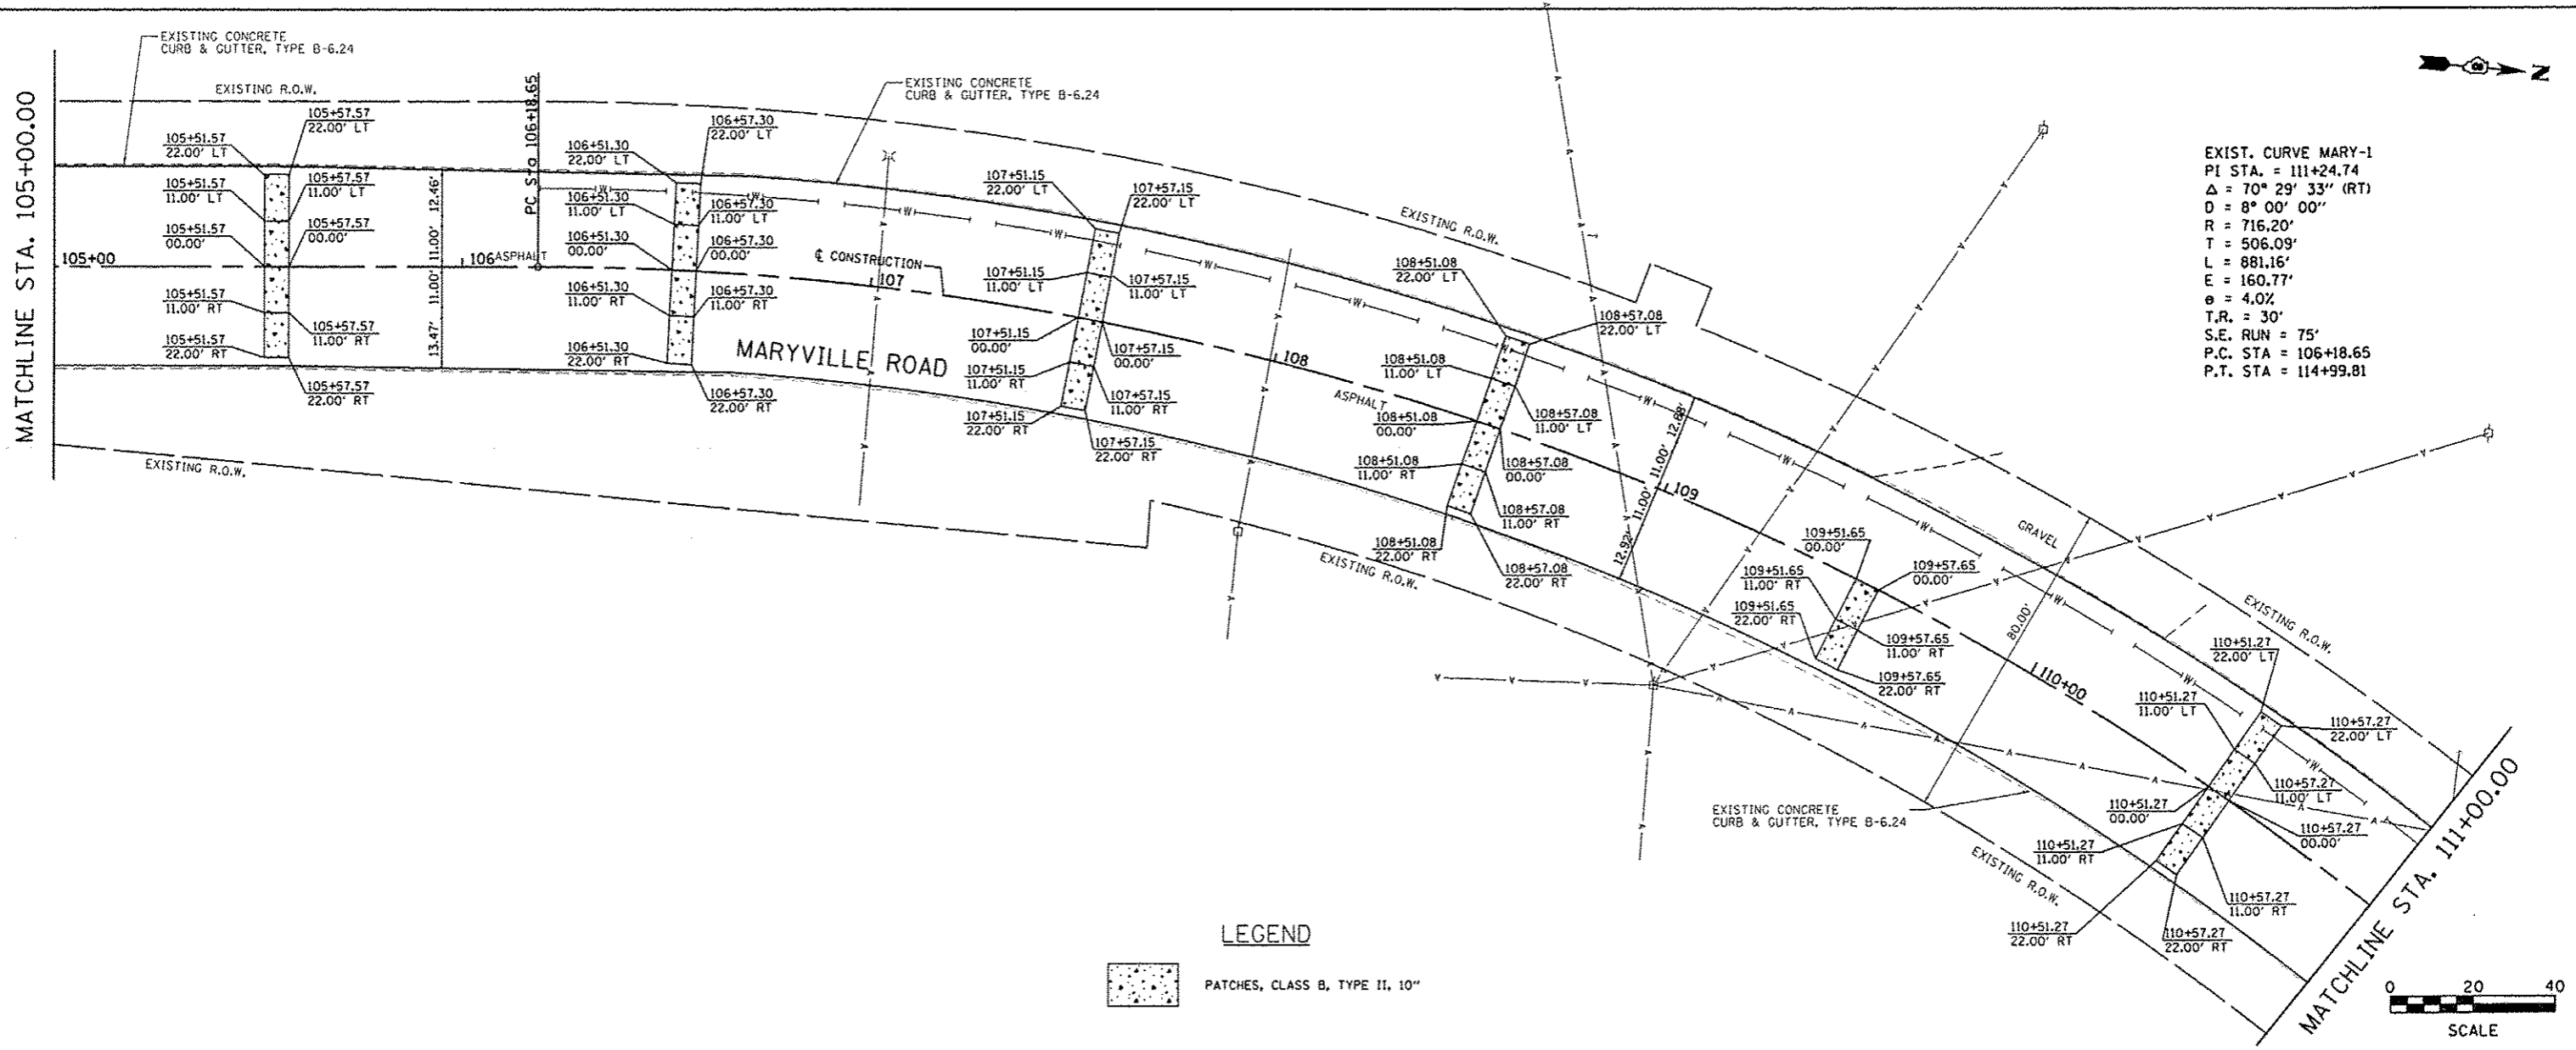 MATCHLINE STA. 105+00.00
EXISTING CONCRETE
CURB & GUTTER, TYPE B-6.24
EXISTING R.O.W.
105+51.57
22.00' LT
105+57.57
22.00' LT
105+51.57
11.00' LT
105+57.57
11.00' LT
105+51.57
00.00'
105+57.57
00.00'
105+51.57
11.00' RT
105+57.57
11.00' RT
105+51.57
22.00' RT
105+57.57
22.00' RT
105+00
EXISTING R.O.W.
12.46'
11.00'
11.00'
13.47'
106
ASPHALT
PC Sta 106+18.65
106+51.30
22.00' LT
106+57.30
22.00' LT
106+51.30
11.00' LT
106+57.30
11.00' LT
106+51.30
00.00'
106+57.30
00.00'
106+51.30
11.00' RT
106+57.30
11.00' RT
106+51.30
22.00' RT
106+57.30
22.00' RT
EXISTING CONCRETE
CURB & GUTTER, TYPE B-6.24
℄ CONSTRUCTION
107
MARYVILLE ROAD
107+51.15
22.00' LT
107+57.15
22.00' LT
107+51.15
11.00' LT
107+57.15
11.00' LT
107+51.15
00.00'
107+57.15
00.00'
107+51.15
11.00' RT
107+57.15
11.00' RT
107+51.15
22.00' RT
107+57.15
22.00' RT
108
ASPHALT
EXISTING R.O.W.
EXISTING R.O.W.
108+51.08
22.00' LT
108+57.08
22.00' LT
108+51.08
11.00' LT
108+57.08
11.00' LT
108+51.08
00.00'
108+57.08
00.00'
108+51.08
11.00' RT
108+57.08
11.00' RT
108+51.08
22.00' RT
108+57.08
22.00' RT
12.88'
11.00'
11.00'
12.92'
109
109+51.65
00.00'
109+57.65
00.00'
109+51.65
11.00' RT
109+57.65
11.00' RT
109+51.65
22.00' RT
109+57.65
22.00' RT
GRAVEL
80.00'
110+00
EXISTING R.O.W.
EXISTING R.O.W.
EXISTING CONCRETE
CURB & GUTTER, TYPE B-6.24
110+51.27
22.00' LT
110+57.27
22.00' LT
110+51.27
11.00' LT
110+57.27
11.00' LT
110+51.27
00.00'
110+57.27
00.00'
110+51.27
11.00' RT
110+57.27
11.00' RT
110+51.27
22.00' RT
110+57.27
22.00' RT
MATCHLINE STA. 111+00.00
N
EXIST. CURVE MARY-1
PI STA. = 111+24.74
Δ = 70° 29' 33" (RT)
D = 8° 00' 00"
R = 716.20'
T = 506.09'
L = 881.16'
E = 160.77'
e = 4.0%
T.R. = 30'
S.E. RUN = 75'
P.C. STA = 106+18.65
P.T. STA = 114+99.81
LEGEND
PATCHES, CLASS B, TYPE II, 10"
0 20 40
SCALE